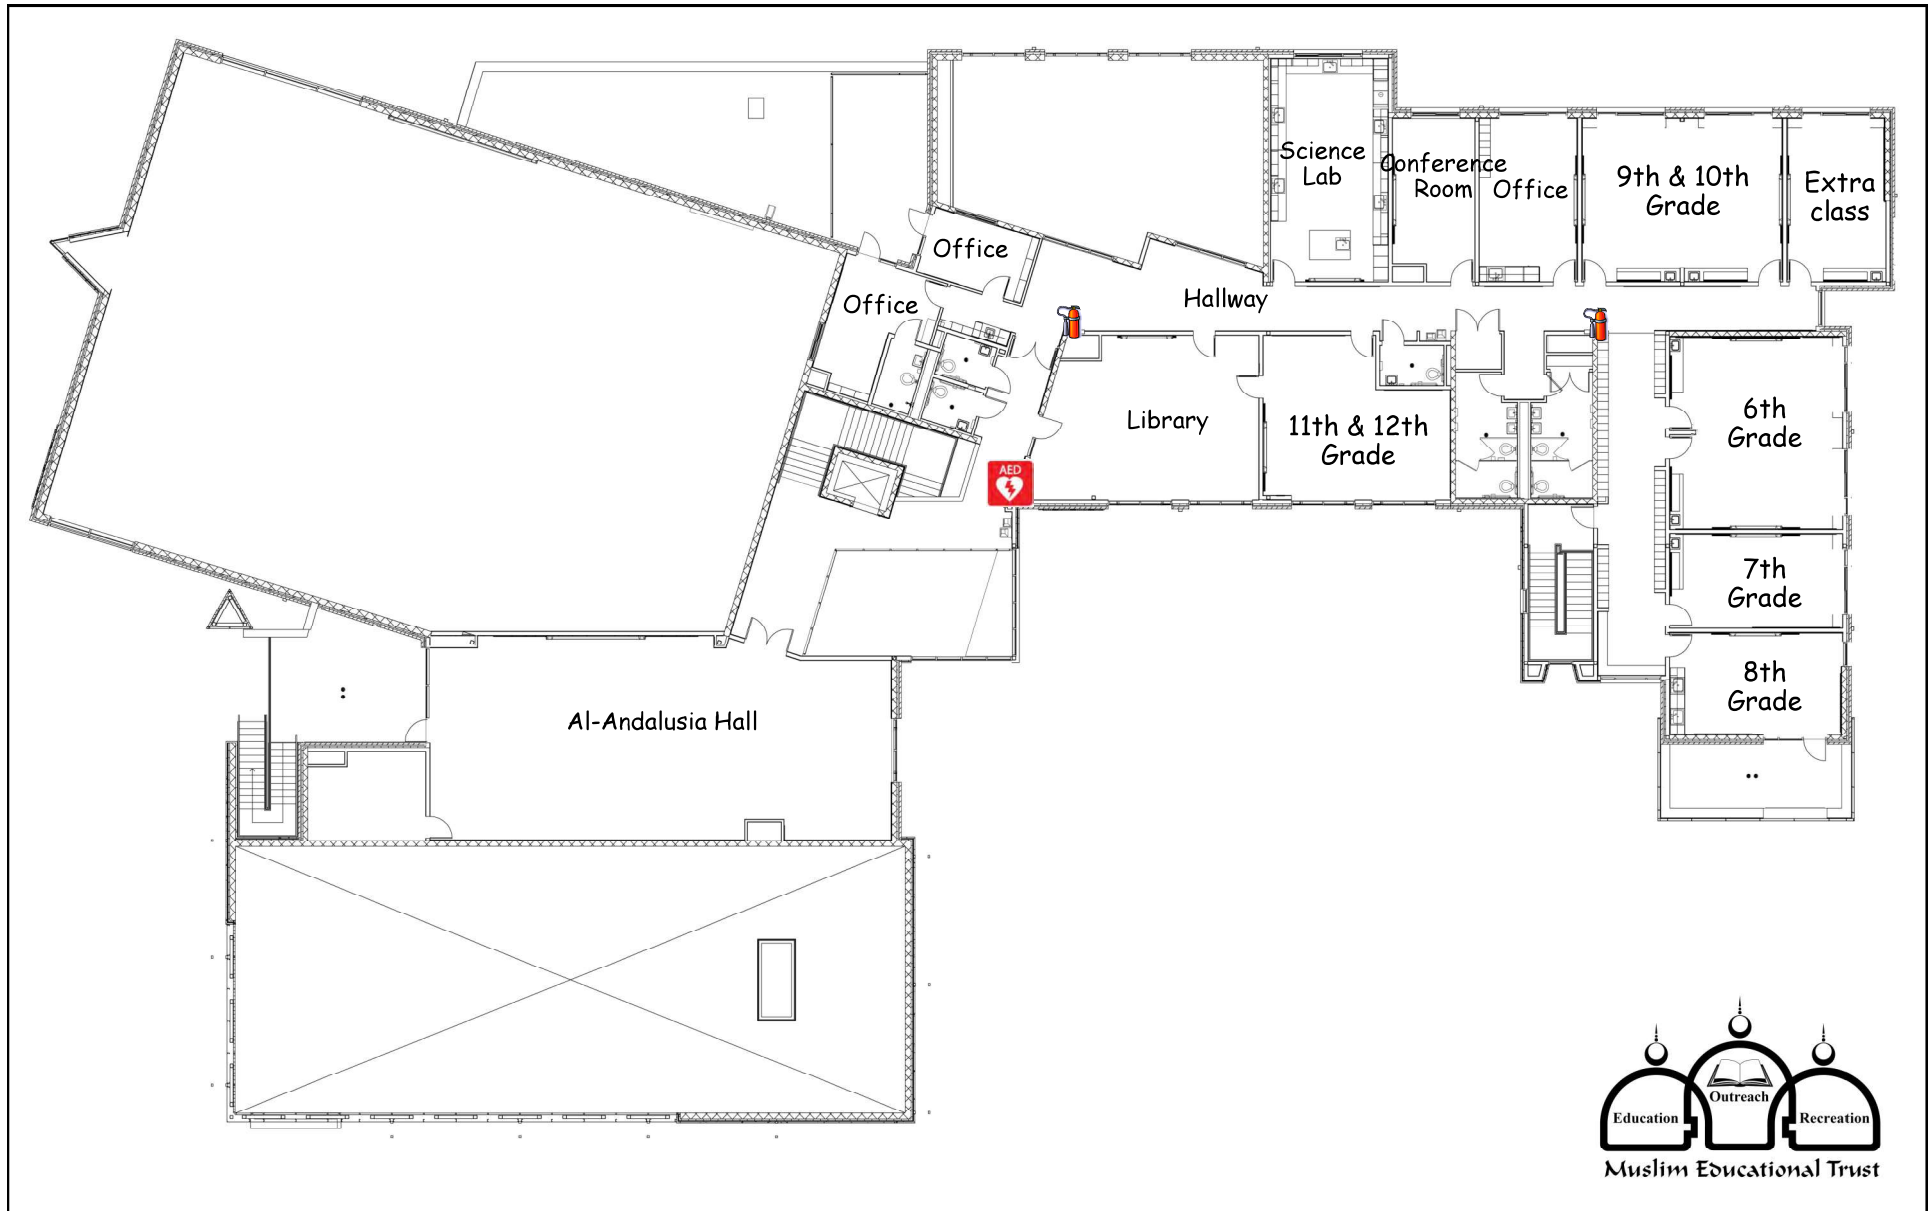 Science
Lab
Conference
Room
Office
9th & 10th
Grade
Extra
class
Office
Office
Hallway
Library
11th & 12th
Grade
6th
Grade
AED
7th
Grade
8th
Grade
Al-Andalusia Hall
Outreach
Education
Recreation
Muslim Educational Trust